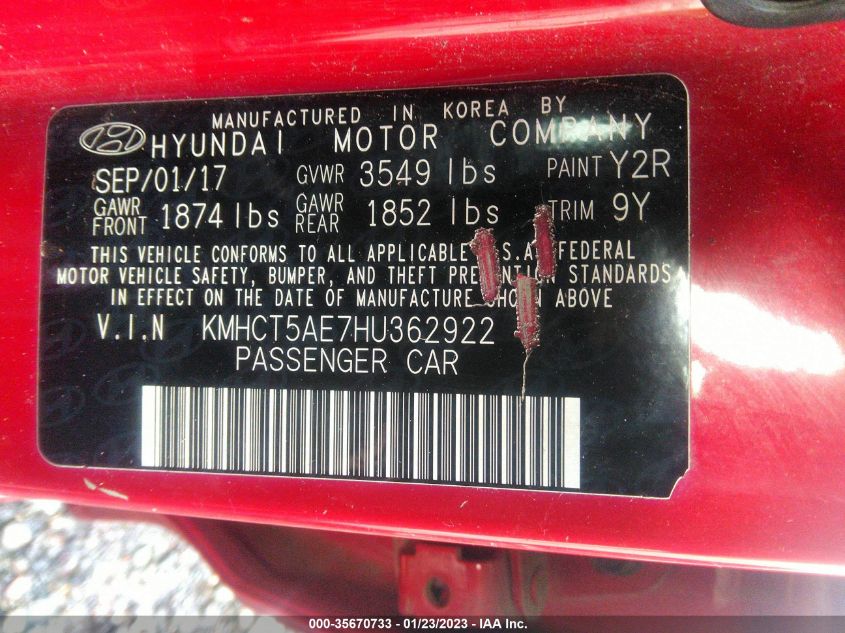 MANUFACTURED IN KOREA BY
HYUNDAI MOTOR COMPANY
SEP/01/17 GVWR 3549 lbs PAINT Y2R
GAWR FRONT 1874 lbs GAWR REAR 1852 lbs TRIM 9Y
THIS VEHICLE CONFORMS TO ALL APPLICABLE U.S.A. FEDERAL
MOTOR VEHICLE SAFETY, BUMPER, AND THEFT PREVENTION STANDARDS
IN EFFECT ON THE DATE OF MANUFACTURE SHOWN ABOVE
V.I.N KMHCT5AE7HU362922
PASSENGER CAR
000-35670733 - 01/23/2023 - IAA Inc.